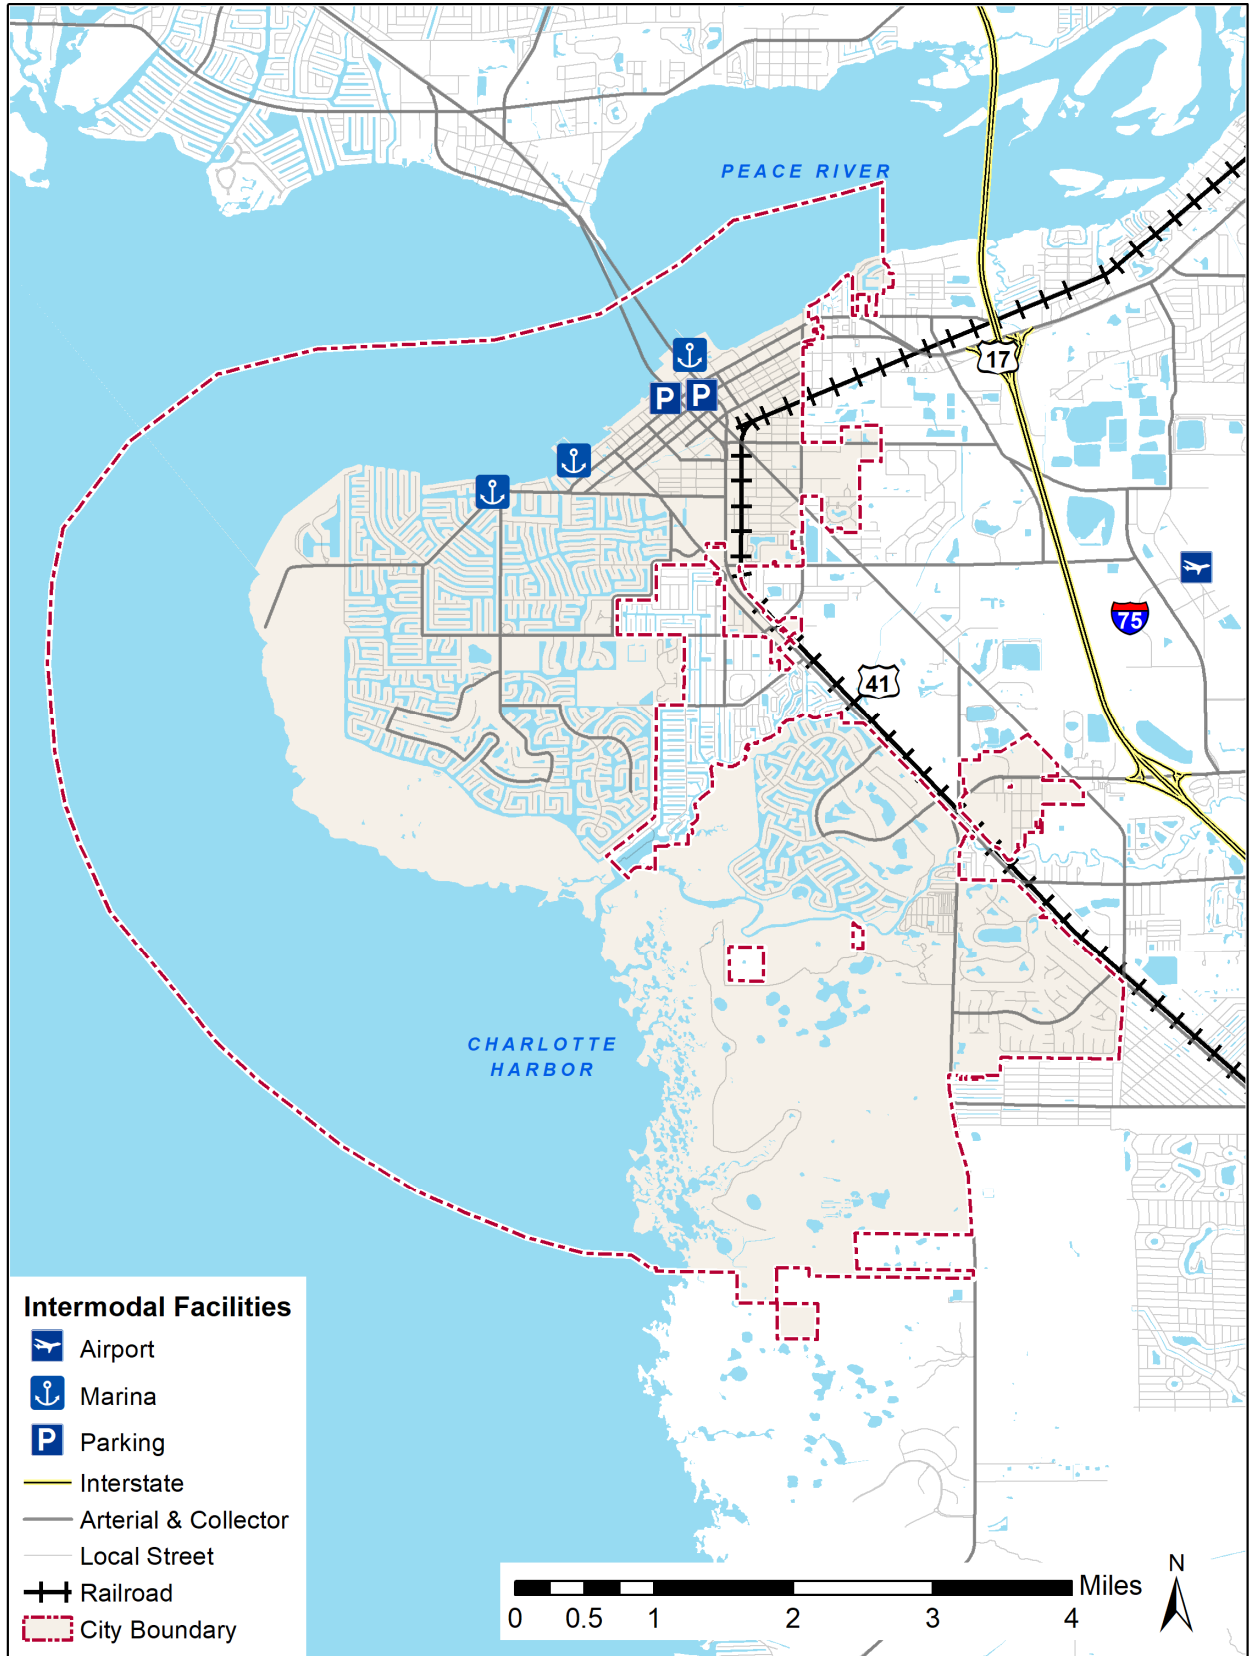 PEACE RIVER
17
P P
75
41
CHARLOTTE
HARBOR
Intermodal Facilities
Airport
Marina
P Parking
Interstate
Arterial & Collector
Local Street
Railroad
City Boundary
N
Miles
0 0.5 1 2 3 4